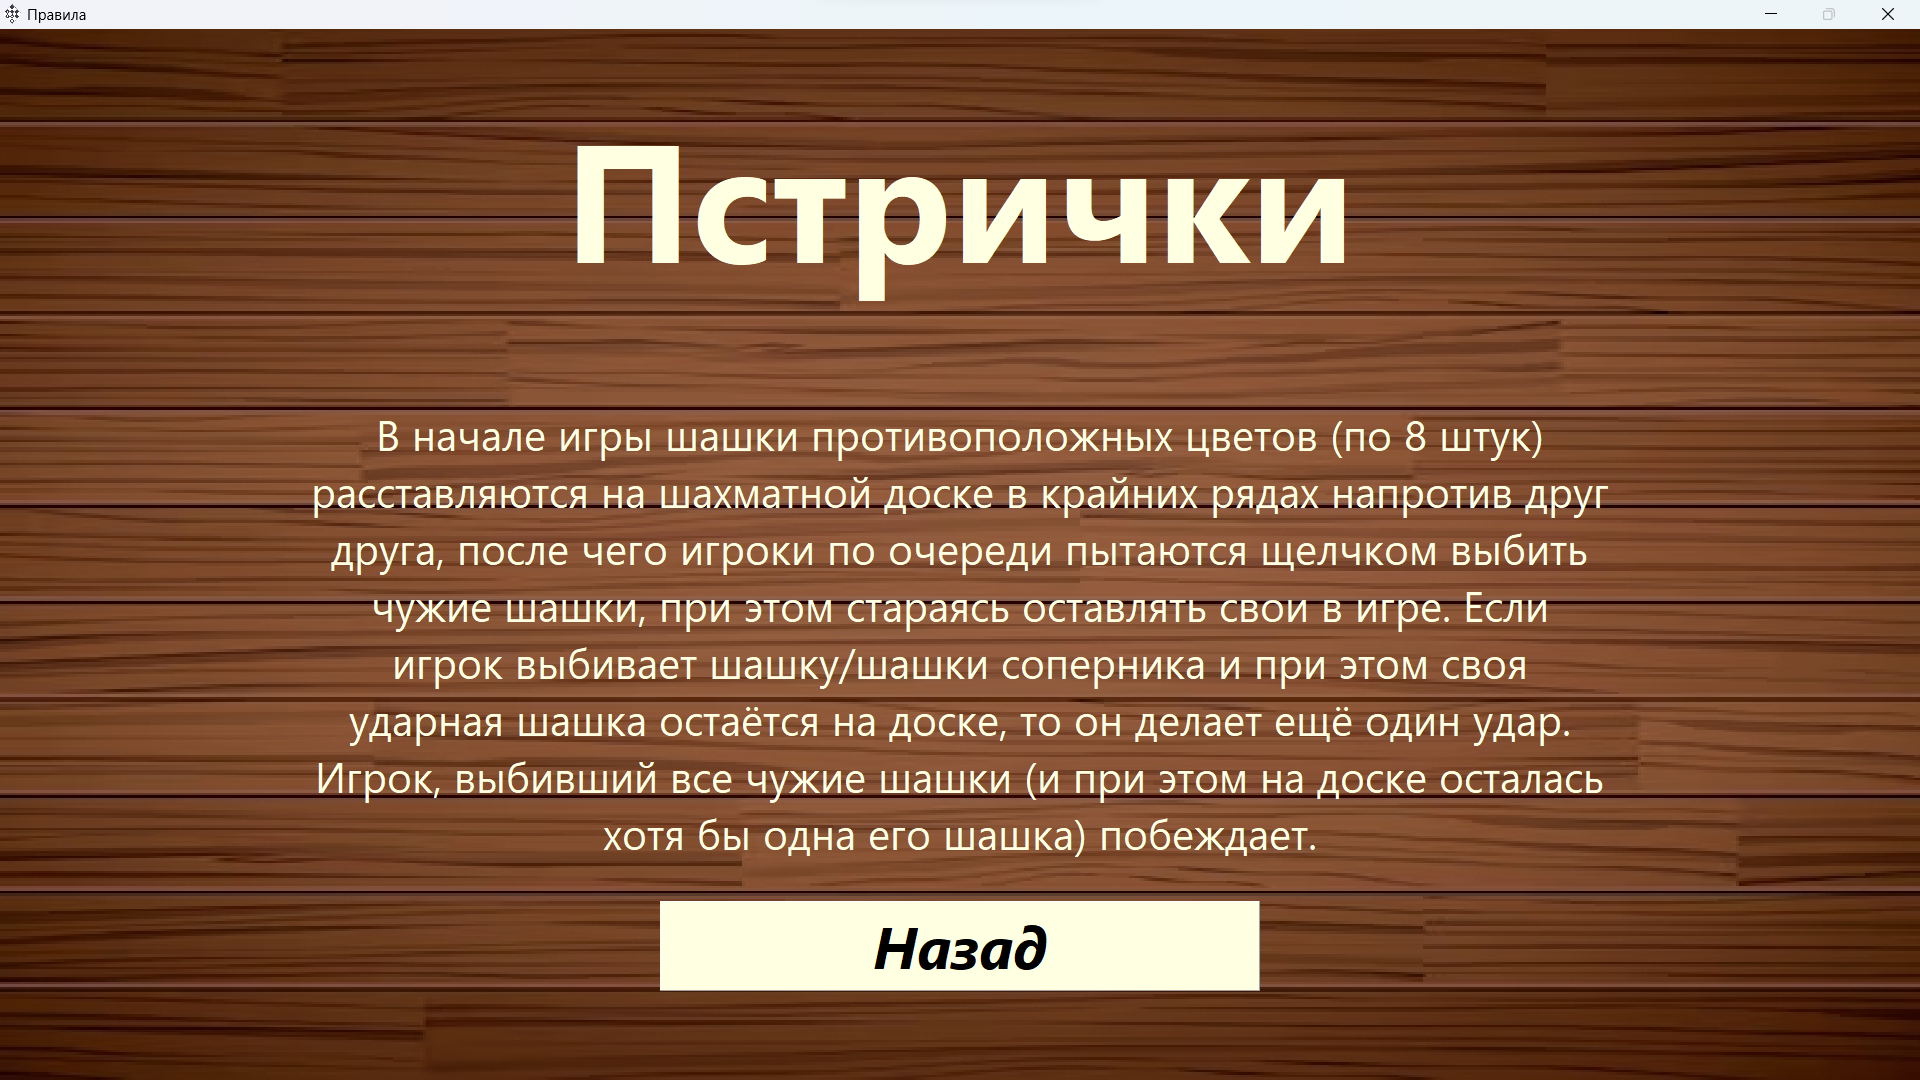 Правила
Пстрички
В начале игры шашки противоположных цветов (по 8 штук)
расставляются на шахматной доске в крайних рядах напротив друг
друга, после чего игроки по очереди пытаются щелчком выбить
чужие шашки, при этом стараясь оставлять свои в игре. Если
игрок выбивает шашку/шашки соперника и при этом своя
ударная шашка остаётся на доске, то он делает ещё один удар.
Игрок, выбивший все чужие шашки (и при этом на доске осталась
хотя бы одна его шашка) побеждает.
Назад